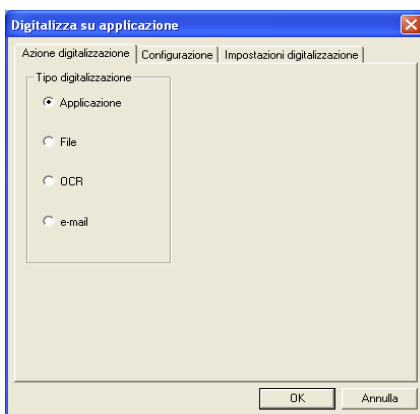 Digitalizza su applicazione
Azione digitalizzazione Configurazione Impostazioni digitalizzazione
Tipo digitalizzazione
Applicazione
File
OCR
e-mail
OK Annulla